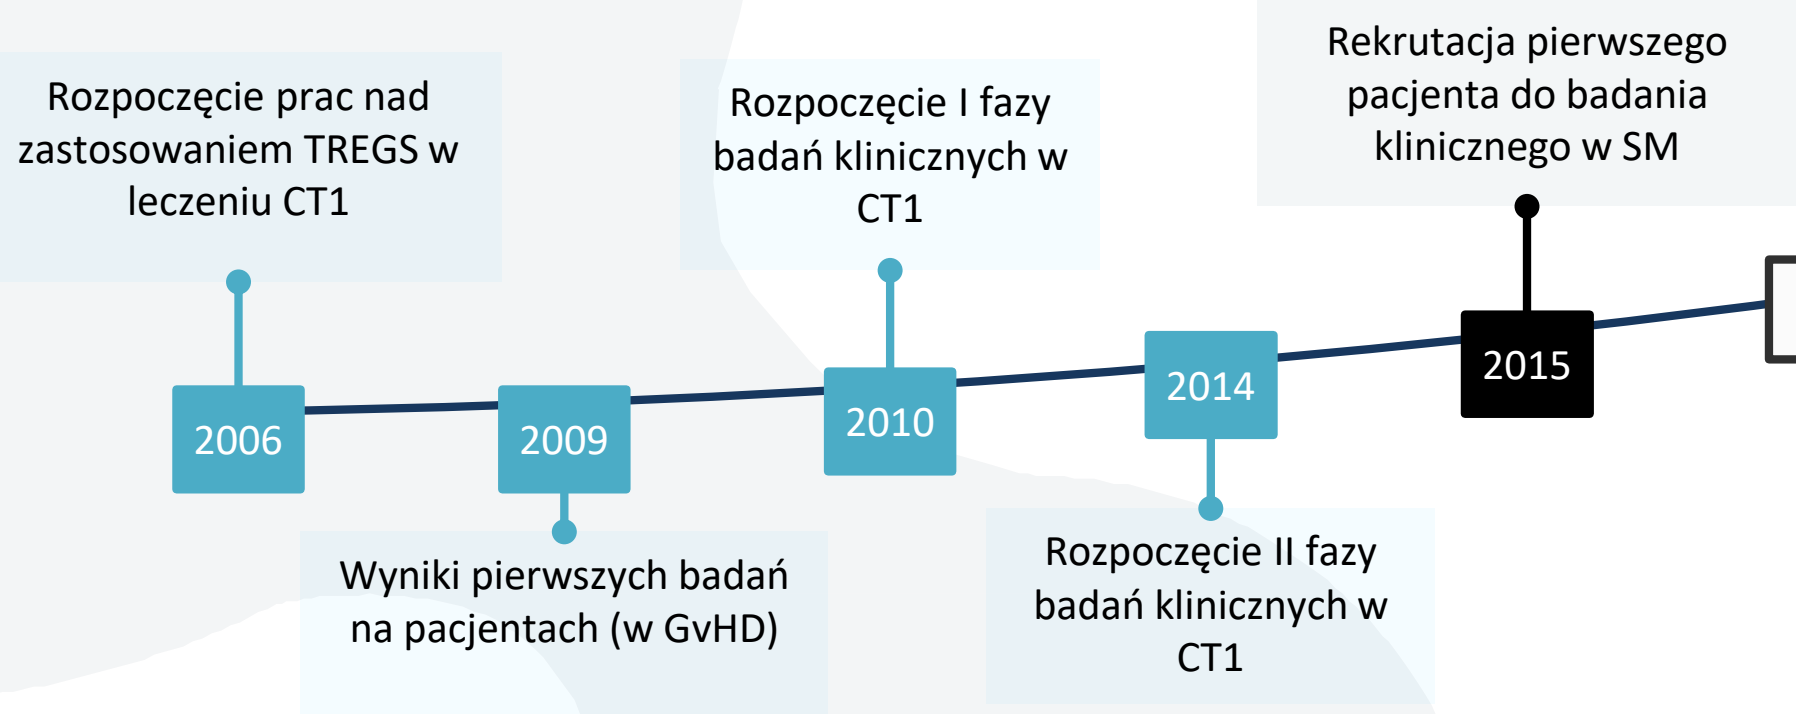 Rozpoczęcie prac nad
zastosowaniem TREGS w
leczeniu CT1
2006
2009
Wyniki pierwszych badań
na pacjentach (w GvHD)
Rozpoczęcie I fazy
badań klinicznych w
CT1
2010
2014
Rozpoczęcie II fazy
badań klinicznych w
CT1
Rekrutacja pierwszego
pacjenta do badania
klinicznego w SM
2015